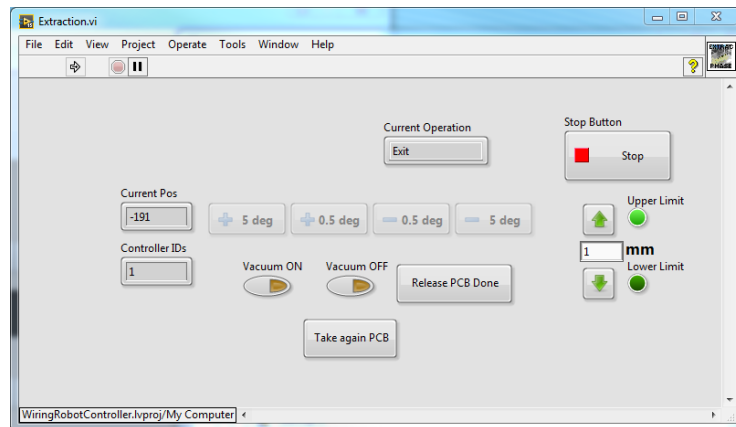 Extraction.vi
File Edit View Project Operate Tools Window Help
PHASE
Current Operation
Exit
Stop Button
Stop
Current Pos
-191
5 deg
0.5 deg
0.5 deg
5 deg
Upper Limit
1
mm
Lower Limit
Controller IDs
1
Vacuum ON
Vacuum OFF
Release PCB Done
Take again PCB
WiringRobotController.lvproj/My Computer